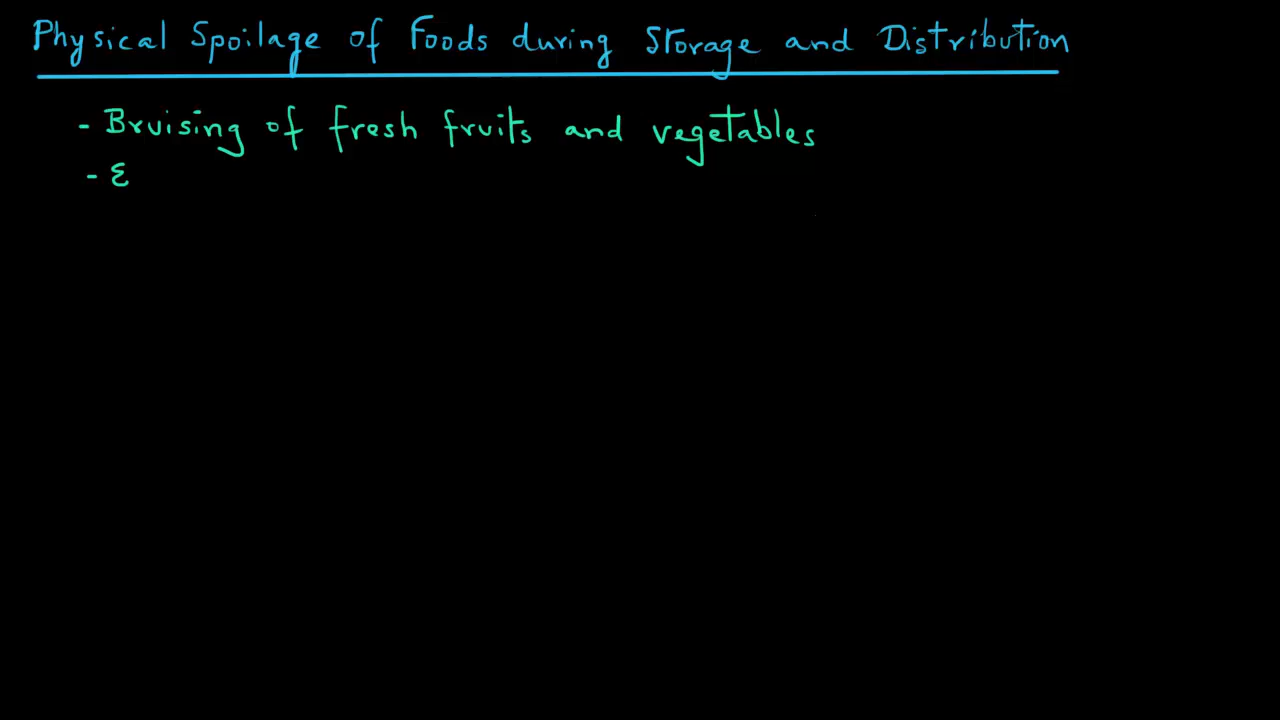 Physical Spoilage of Foods during Storage and Distribution
- Bruising of fresh fruits and vegetables
- E